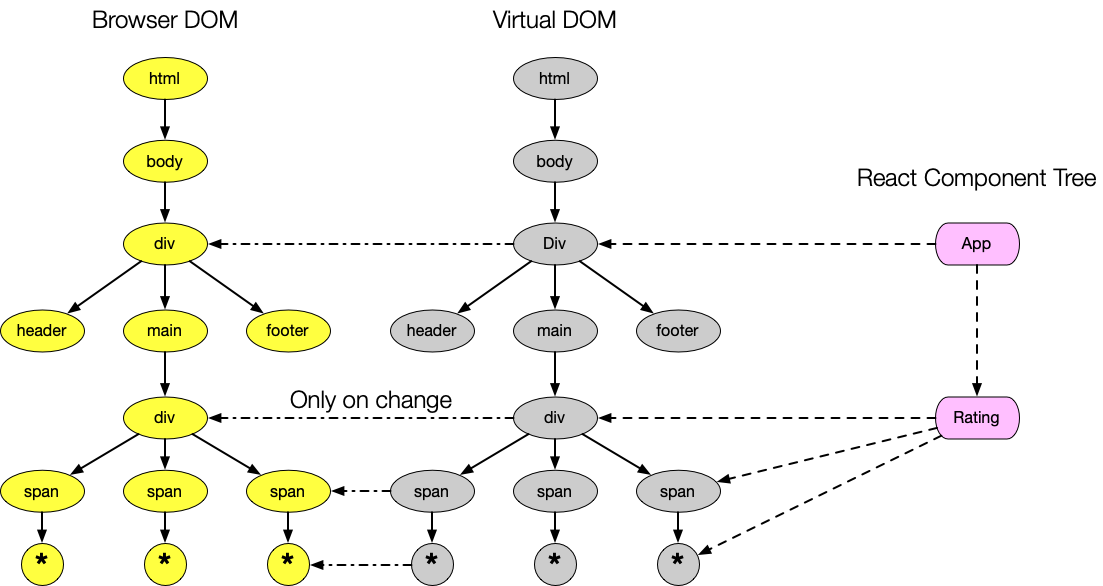 Browser DOM
Virtual DOM
html
html
body
body
React Component Tree
div
Div
App
header
main
footer
header
main
footer
Only on change
div
div
Rating
span
span
span
span
span
span
*
*
*
*
*
*